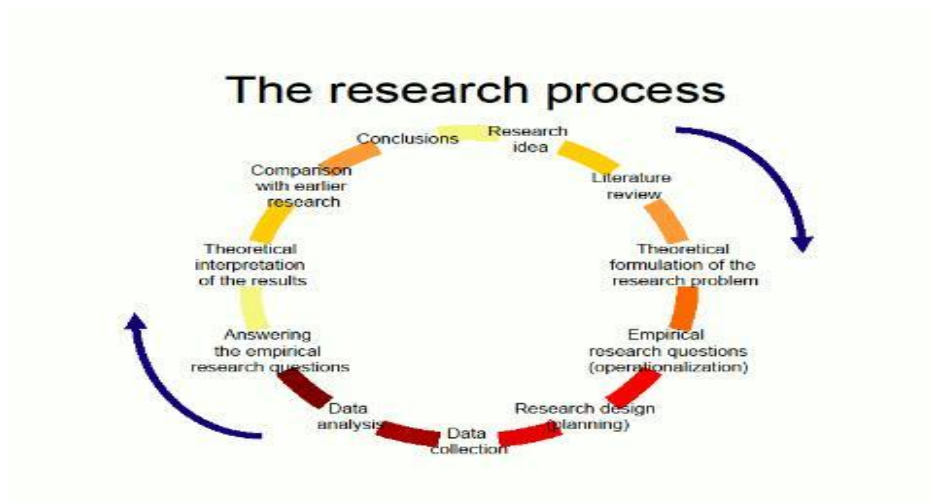 The research process
Research
idea
Literature
review
Theoretical
formulation of the
research problem
Empirical
research questions
(operationalization)
Research design
(planning)
Data
collection
Data
analysis
Answering
the empirical
research questions
Theoretical
interpretation
of the results
Comparison
with earlier
research
Conclusions